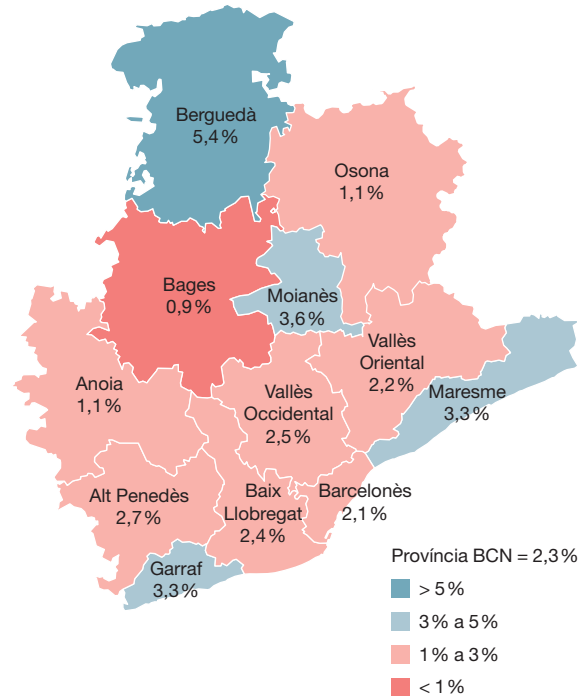 Berguedà
5,4 %
Osona
1,1 %
Bages
0,9 %
Moianès
3,6 %
Vallès
Oriental
2,2 %
Maresme
3,3 %
Anoia
1,1 %
Vallès
Occidental
2,5 %
Alt Penedès
2,7 %
Baix
Llobregat
2,4 %
Barcelonès
2,1 %
Garraf
3,3 %
Província BCN = 2,3 %
> 5 %
3 % a 5 %
1 % a 3 %
< 1 %